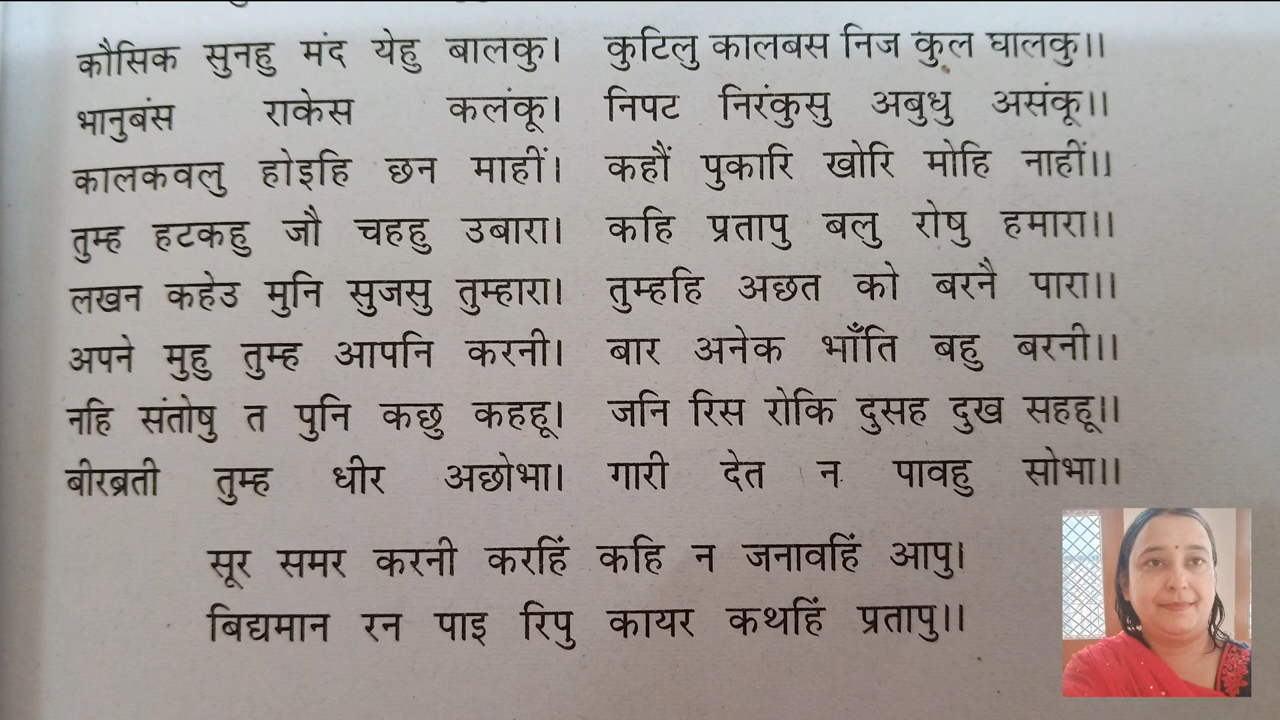 कौसिक सुनहु मंद येहु बालकु। कुटिलु कालबस निज कुल घालकु।।
भानुबंस राकेस कलंकू। निपट निरंकुसु अबुधु असंकू।।
कालकवलु होइहि छन माहीं। कहौं पुकारि खोरि मोहि नाहीं।।
तुम्ह हटकहु जौ चहहु उबारा। कहि प्रतापु बलु रोषु हमारा।।
लखन कहेउ मुनि सुजसु तुम्हारा। तुम्हहि अछत को बरनै पारा।।
अपने मुहु तुम्ह आपनि करनी। बार अनेक भाँति बहु बरनी।।
नहि संतोषु त पुनि कछु कहहू। जनि रिस रोकि दुसह दुख सहहू।।
बीरब्रती तुम्ह धीर अछोभा। गारी देत न पावहु सोभा।।
सूर समर करनी करहिं कहि न जनावहिं आपु।
बिद्यमान रन पाइ रिपु कायर कथहिं प्रतापु।।